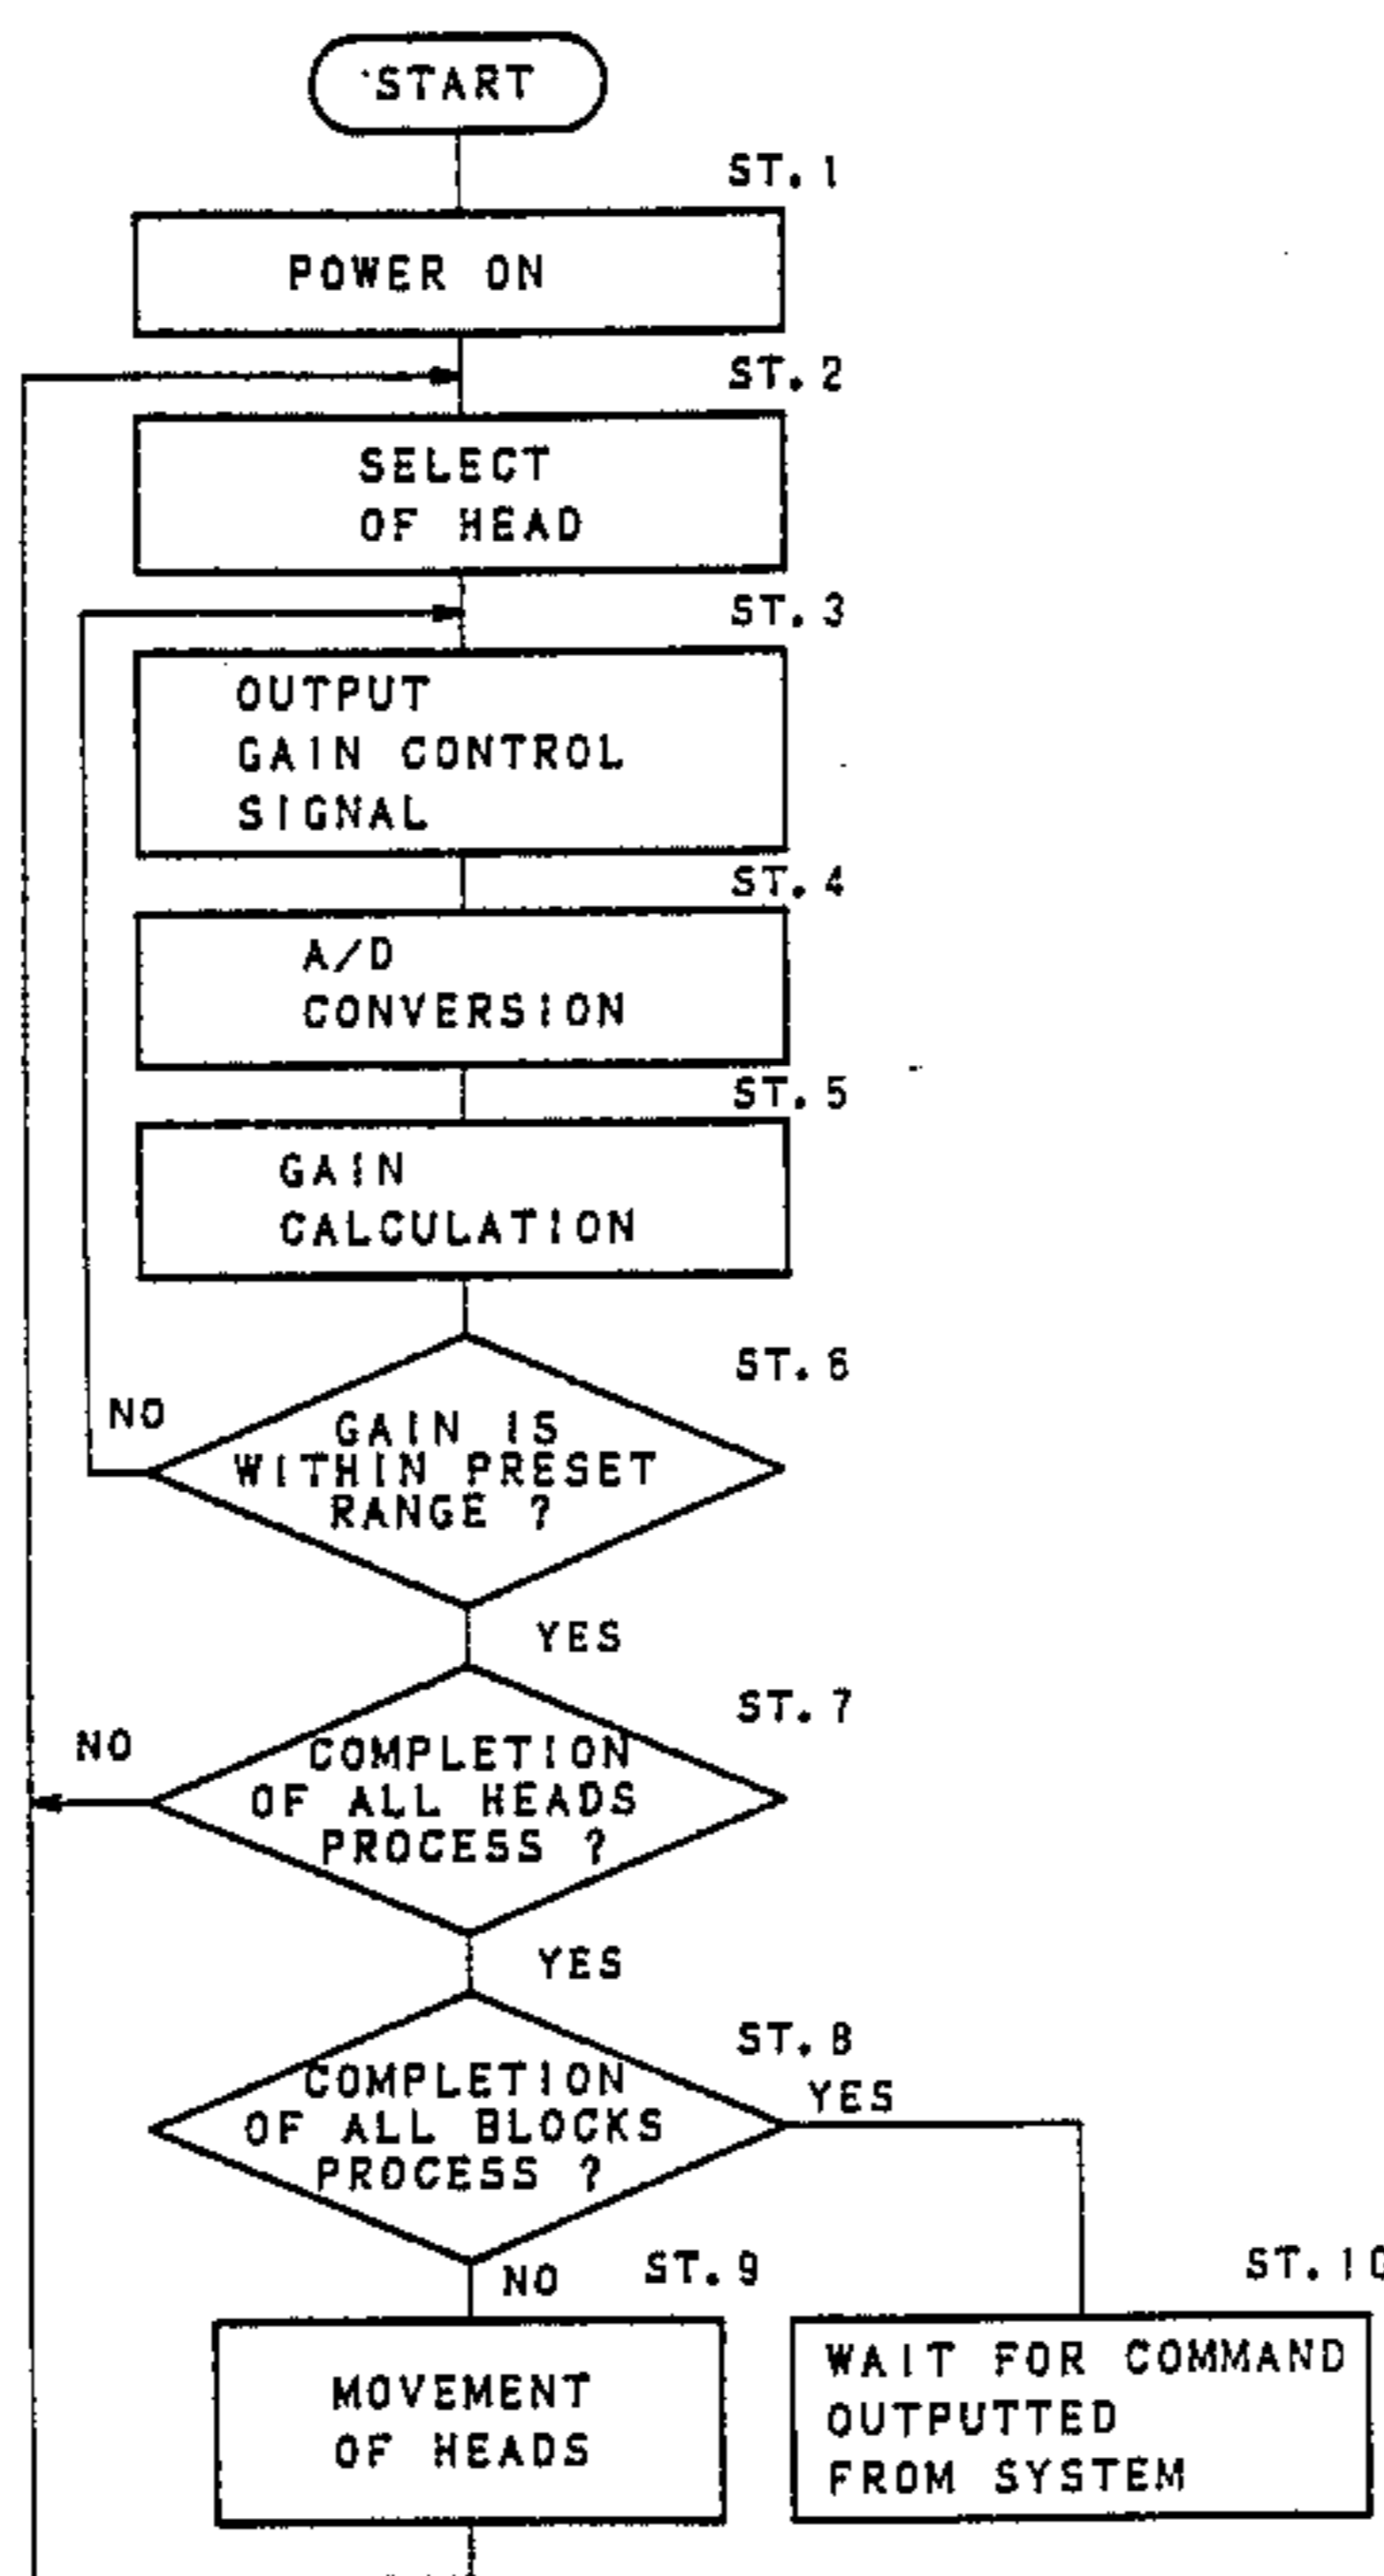 START
ST. 1
POWER ON
ST. 2
SELECT
OF HEAD
ST. 3
OUTPUT
GAIN CONTROL
SIGNAL
ST. 4
A/D
CONVERSION
ST. 5
GAIN
CALCULATION
ST. 6
NO
GAIN IS
WITHIN PRESET
RANGE ?
YES
ST. 7
NO
COMPLETION
OF ALL HEADS
PROCESS ?
YES
ST. 8
YES
COMPLETION
OF ALL BLOCKS
PROCESS ?
NO
ST. 9
ST. 10
MOVEMENT
OF HEADS
WAIT FOR COMMAND
OUTPUTTED
FROM SYSTEM